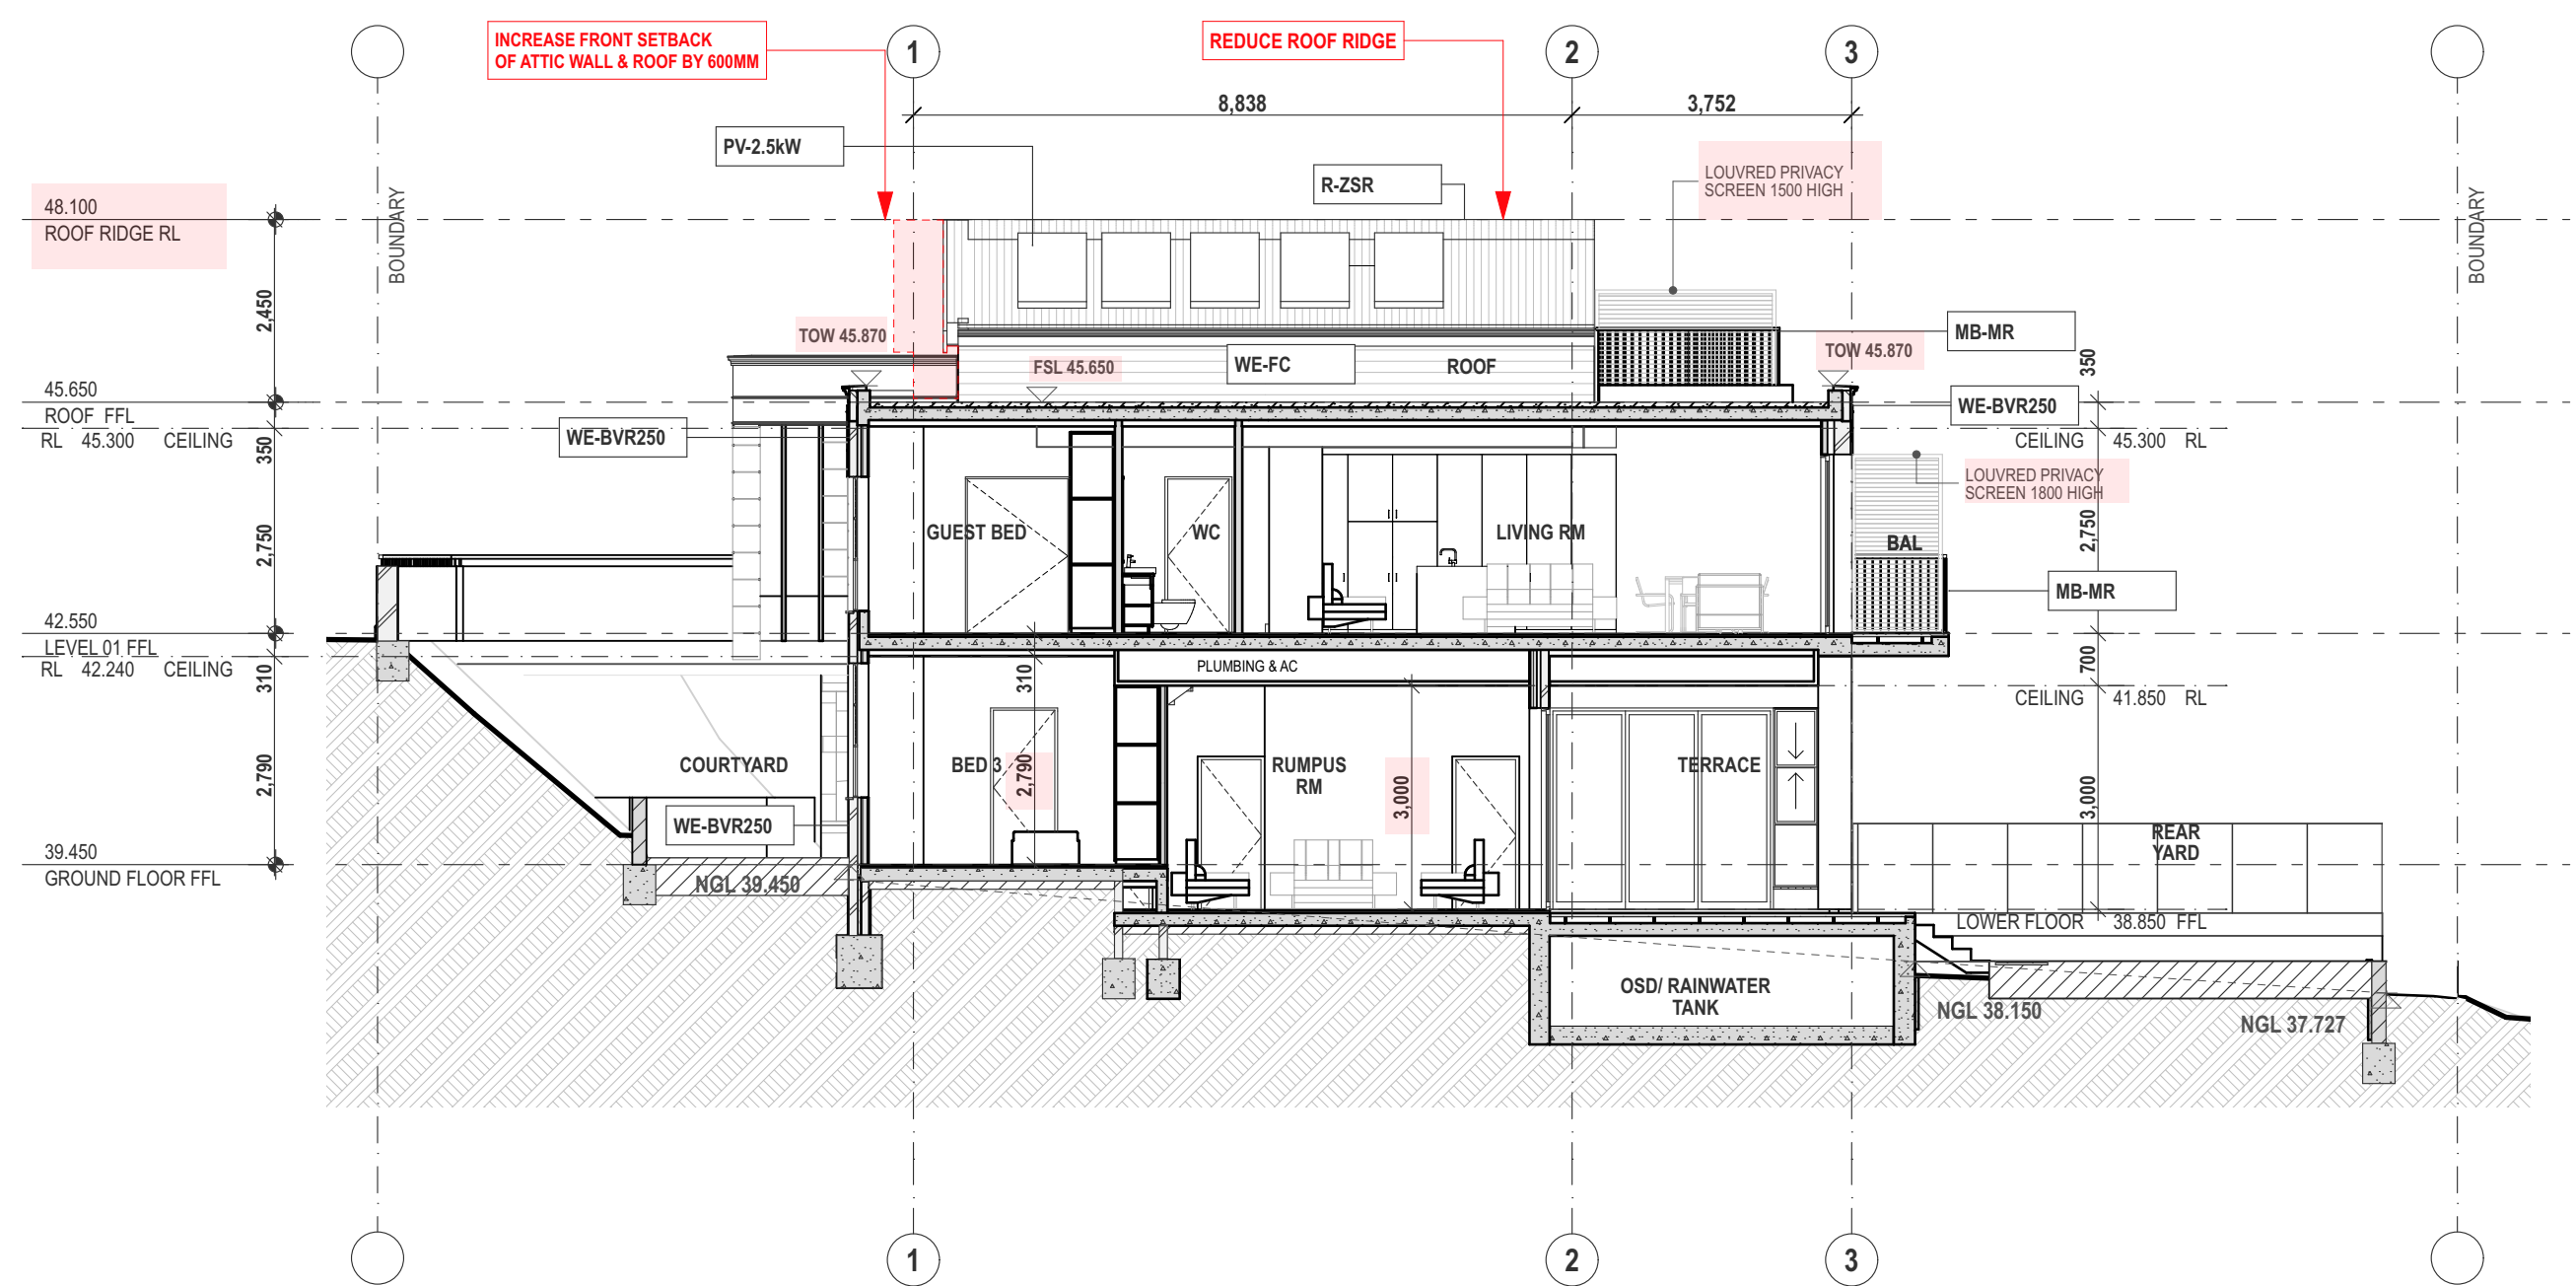 INCREASE FRONT SETBACK
OF ATTIC WALL & ROOF BY 600MM
1
REDUCE ROOF RIDGE
2
3
8,838
3,752
PV-2.5kW
R-ZSR
LOUVRED PRIVACY
SCREEN 1500 HIGH
BOUNDARY
BOUNDARY
48.100
ROOF RIDGE RL
2,450
TOW 45.870
FSL 45.650
WE-FC
ROOF
MB-MR
TOW 45.870
350
45.650
ROOF FFL
RL 45.300 CEILING
350
WE-BVR250
WE-BVR250
CEILING 45.300 RL
LOUVRED PRIVACY
SCREEN 1800 HIGH
2,750
GUEST BED
WC
LIVING RM
BAL
2,750
MB-MR
42.550
LEVEL 01 FFL
RL 42.240 CEILING
310
310
PLUMBING & AC
700
CEILING 41.850 RL
2,790
COURTYARD
BED 3
2,790
RUMPUS
RM
3,000
TERRACE
3,000
WE-BVR250
REAR
YARD
39.450
GROUND FLOOR FFL
NGL 39.450
LOWER FLOOR 38.850 FFL
OSD/ RAINWATER
TANK
NGL 38.150
NGL 37.727
1
2
3